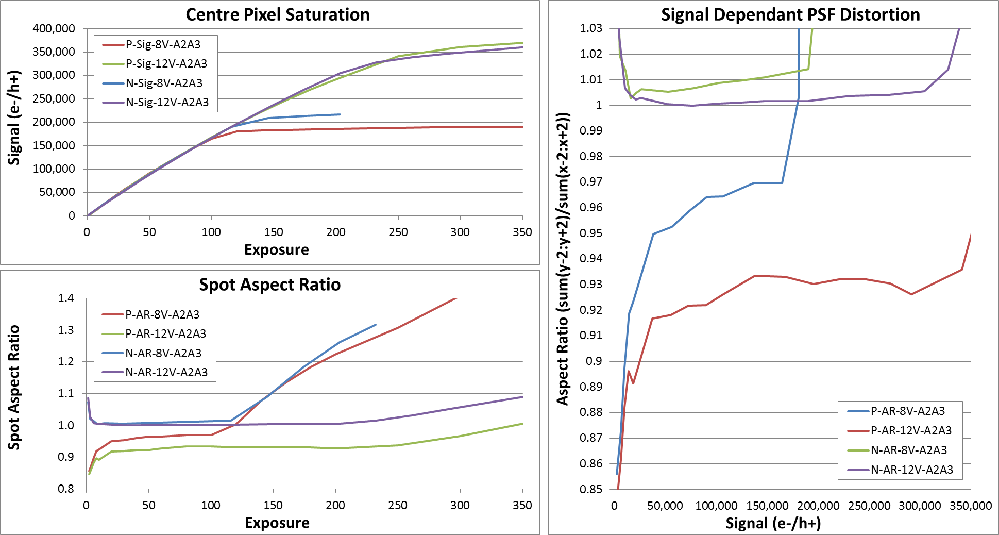 Centre Pixel Saturation
400,000
350,000
300,000
250,000
200,000
150,000
100,000
50,000
0
Signal (e-/h+)
P-Sig-8V-A2A3
P-Sig-12V-A2A3
N-Sig-8V-A2A3
N-Sig-12V-A2A3
0 50 100 150 200 250 300 350
Exposure
Spot Aspect Ratio
1.4
1.3
1.2
1.1
1.0
0.9
0.8
Spot Aspect Ratio
P-AR-8V-A2A3
P-AR-12V-A2A3
N-AR-8V-A2A3
N-AR-12V-A2A3
0 50 100 150 200 250 300 350
Exposure
Signal Dependant PSF Distortion
1.03
1.02
1.01
1
0.99
0.98
0.97
0.96
0.95
0.94
0.93
0.92
0.91
0.9
0.89
0.88
0.87
0.86
0.85
Aspect Ratio (sum(y-2:y+2)/sum(x-2:x+2))
P-AR-8V-A2A3
P-AR-12V-A2A3
N-AR-8V-A2A3
N-AR-12V-A2A3
0 50,000 100,000 150,000 200,000 250,000 300,000 350,000
Signal (e-/h+)